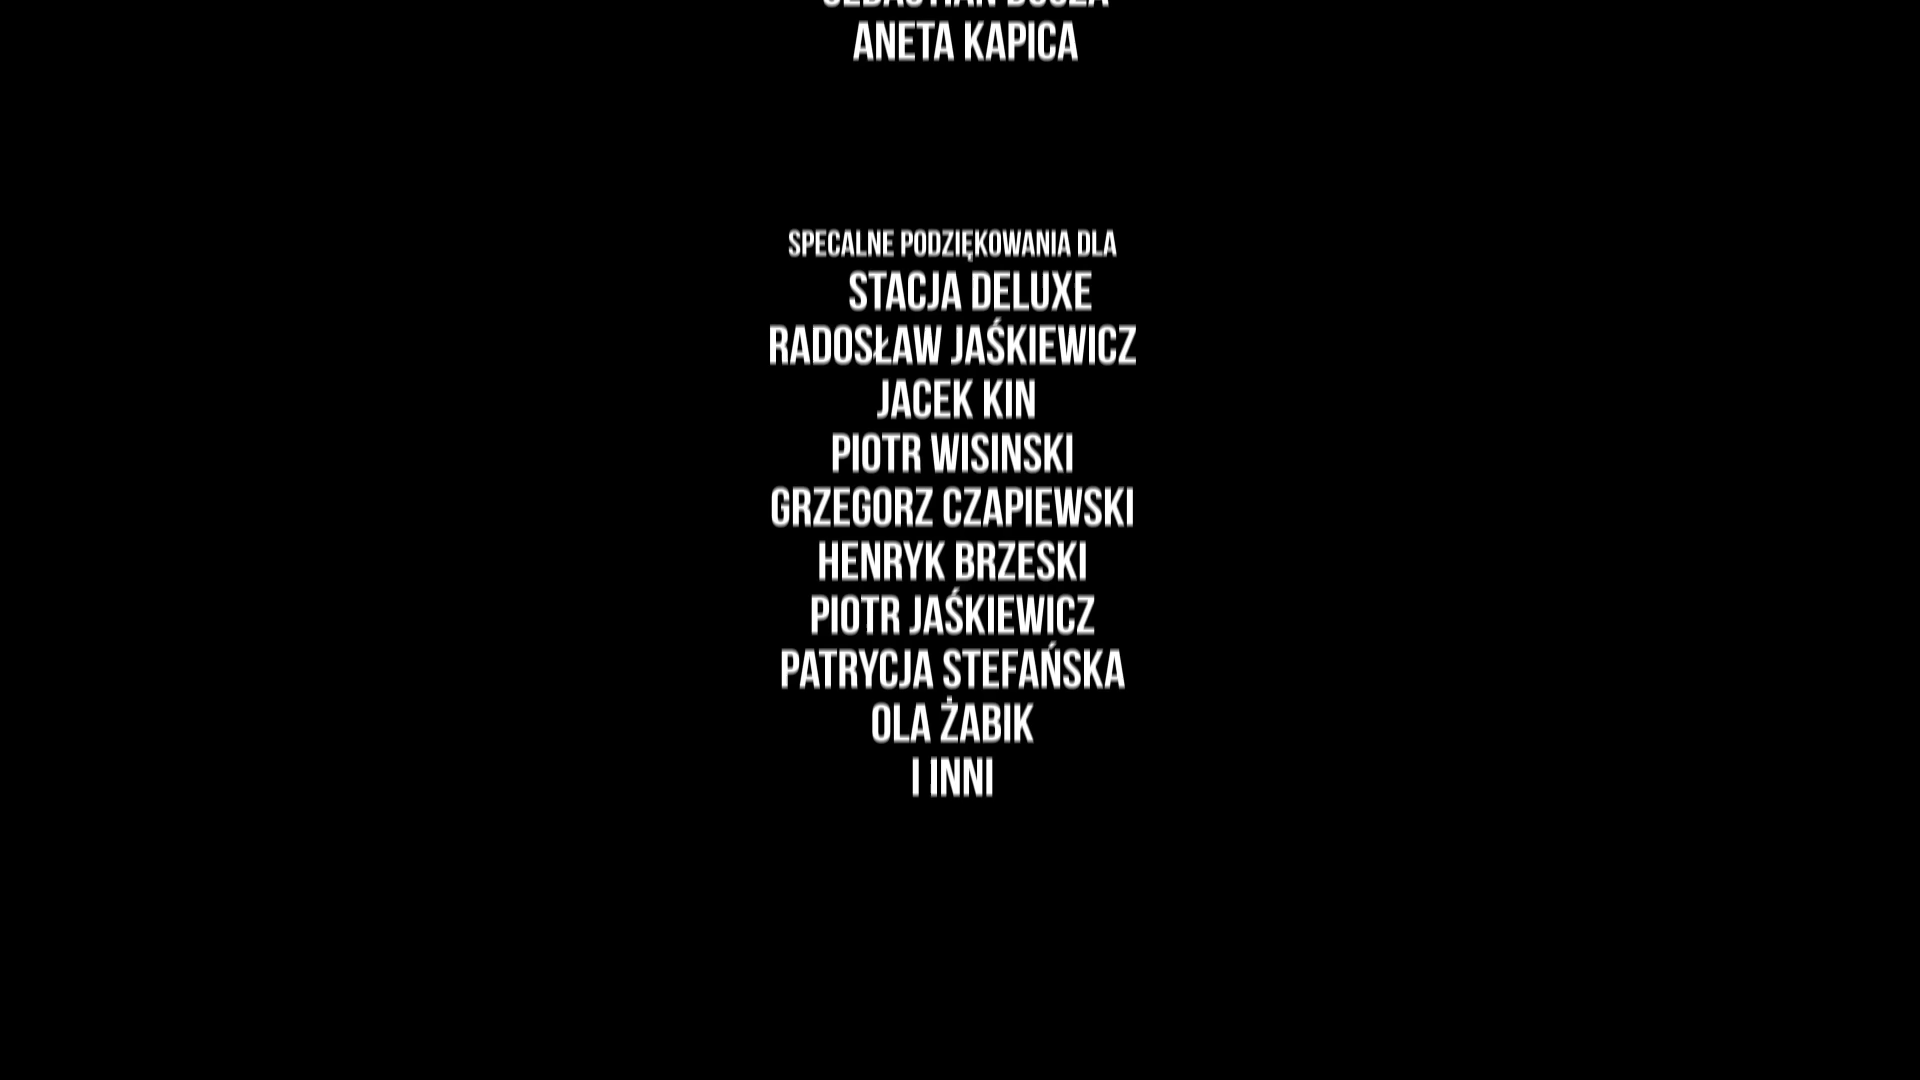 SEBASTIAN
ANETA KAPICA
SPECALNE PODZIĘKOWANIA DLA
STACJA DELUXE
RADOSŁAW JAŚKIEWICZ
JACEK KIN
PIOTR WISINSKI
GRZEGORZ CZAPIEWSKI
HENRYK BRZESKI
PIOTR JAŚKIEWICZ
PATRYCJA STEFAŃSKA
OLA ŻABIK
I INNI